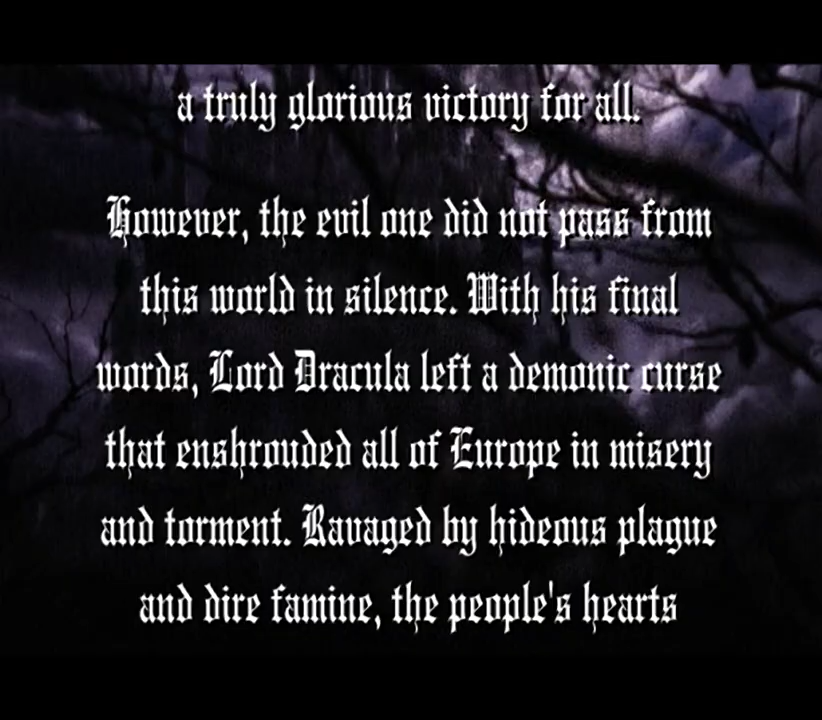 a truly glorious victory for all.
However, the evil one did not pass from
this world in silence. With his final
words, Lord Dracula left a demonic curse
that enshrouded all of Europe in misery
and torment. Ravaged by hideous plague
and dire famine, the people's hearts